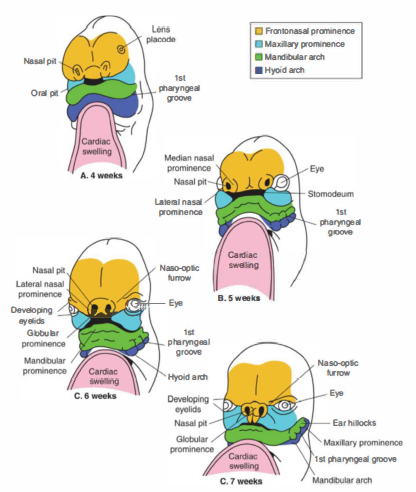 Lens
placode
Nasal pit
Oral pit
1st
pharyngeal
groove
Cardiac
swelling
A. 4 weeks
Frontonasal prominence
Maxillary prominence
Mandibular arch
Hyoid arch
Median nasal
prominence
Nasal pit
Lateral nasal
prominence
Eye
Stomodeum
1st
pharyngeal
groove
Cardiac
swelling
B. 5 weeks
Nasal pit
Lateral nasal
prominence
Developing
eyelids
Globular
prominence
Mandibular
prominence
Naso-optic
furrow
Eye
1st
pharyngeal
groove
Hyoid arch
Cardiac
swelling
C. 6 weeks
Developing
eyelids
Nasal pit
Globular
prominence
Naso-optic
furrow
Eye
Ear hillocks
Maxillary prominence
1st pharyngeal groove
Mandibular arch
Cardiac
swelling
C. 7 weeks